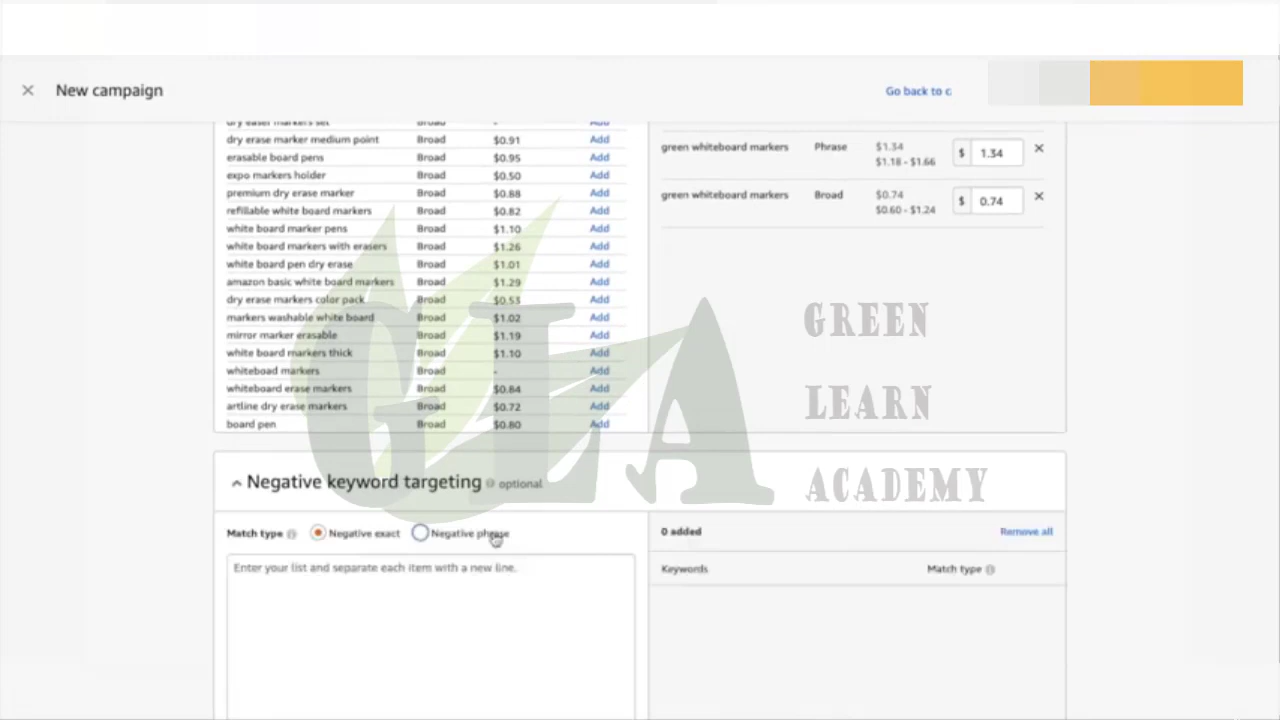 New campaign
Go back to c
dry easer markers set Broad - Add
dry erase marker medium point Broad $0.91 Add
erasable board pens Broad $0.95 Add
expo markers holder Broad $0.50 Add
premium dry erase marker Broad $0.88 Add
refillable white board markers Broad $0.82 Add
white board marker pens Broad $1.10 Add
white board markers with erasers Broad $1.26 Add
white board pen dry erase Broad $1.01 Add
amazon basic white board markers Broad $1.29 Add
dry erase markers color pack Broad $0.53 Add
markers washable white board Broad $1.02 Add
mirror marker erasable Broad $1.19 Add
white board markers thick Broad $1.10 Add
whiteboad markers Broad - Add
whiteboard erase markers Broad $0.84 Add
artline dry erase markers Broad $0.72 Add
board pen Broad $0.80 Add
green whiteboard markers Phrase $1.34 $ 1.34
$1.18 - $1.66
green whiteboard markers Broad $0.74 $ 0.74
$0.60 - $1.24
GLA
GREEN
LEARN
ACADEMY
Negative keyword targeting optional
Match type Negative exact Negative phrase
Enter your list and separate each item with a new line.
0 added Remove all
Keywords Match type